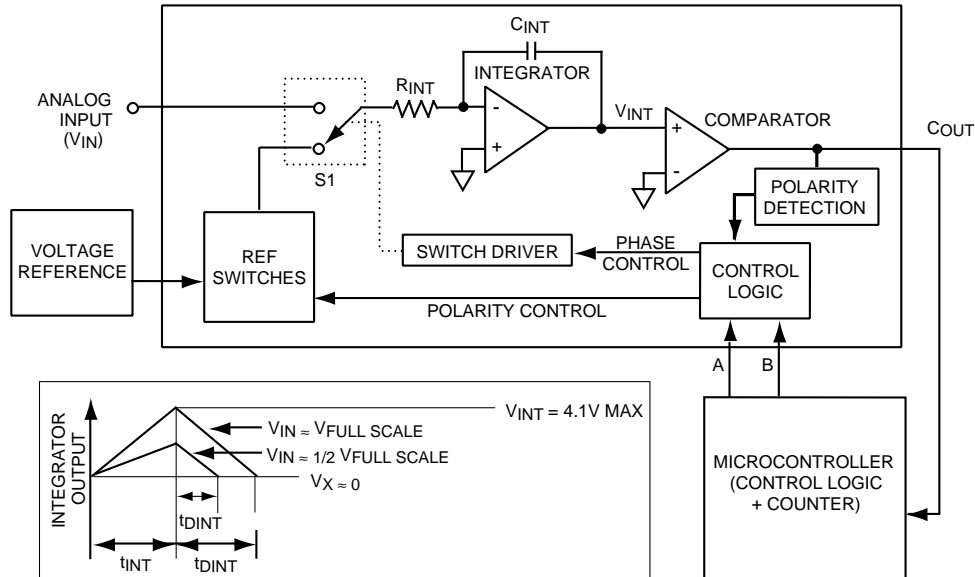 CINT
INTEGRATOR
RINT
ANALOG
INPUT
(VIN)
-
+
VINT
+
-
COMPARATOR
COUT
S1
POLARITY
DETECTION
VOLTAGE
REFERENCE
REF
SWITCHES
SWITCH DRIVER
PHASE
CONTROL
CONTROL
LOGIC
POLARITY CONTROL
A
B
INTEGRATOR
OUTPUT
VINT = 4.1V MAX
VIN ≈ VFULL SCALE
VIN ≈ 1/2 VFULL SCALE
VX ≈ 0
tDINT
tINT
tDINT
MICROCONTROLLER
(CONTROL LOGIC
+ COUNTER)